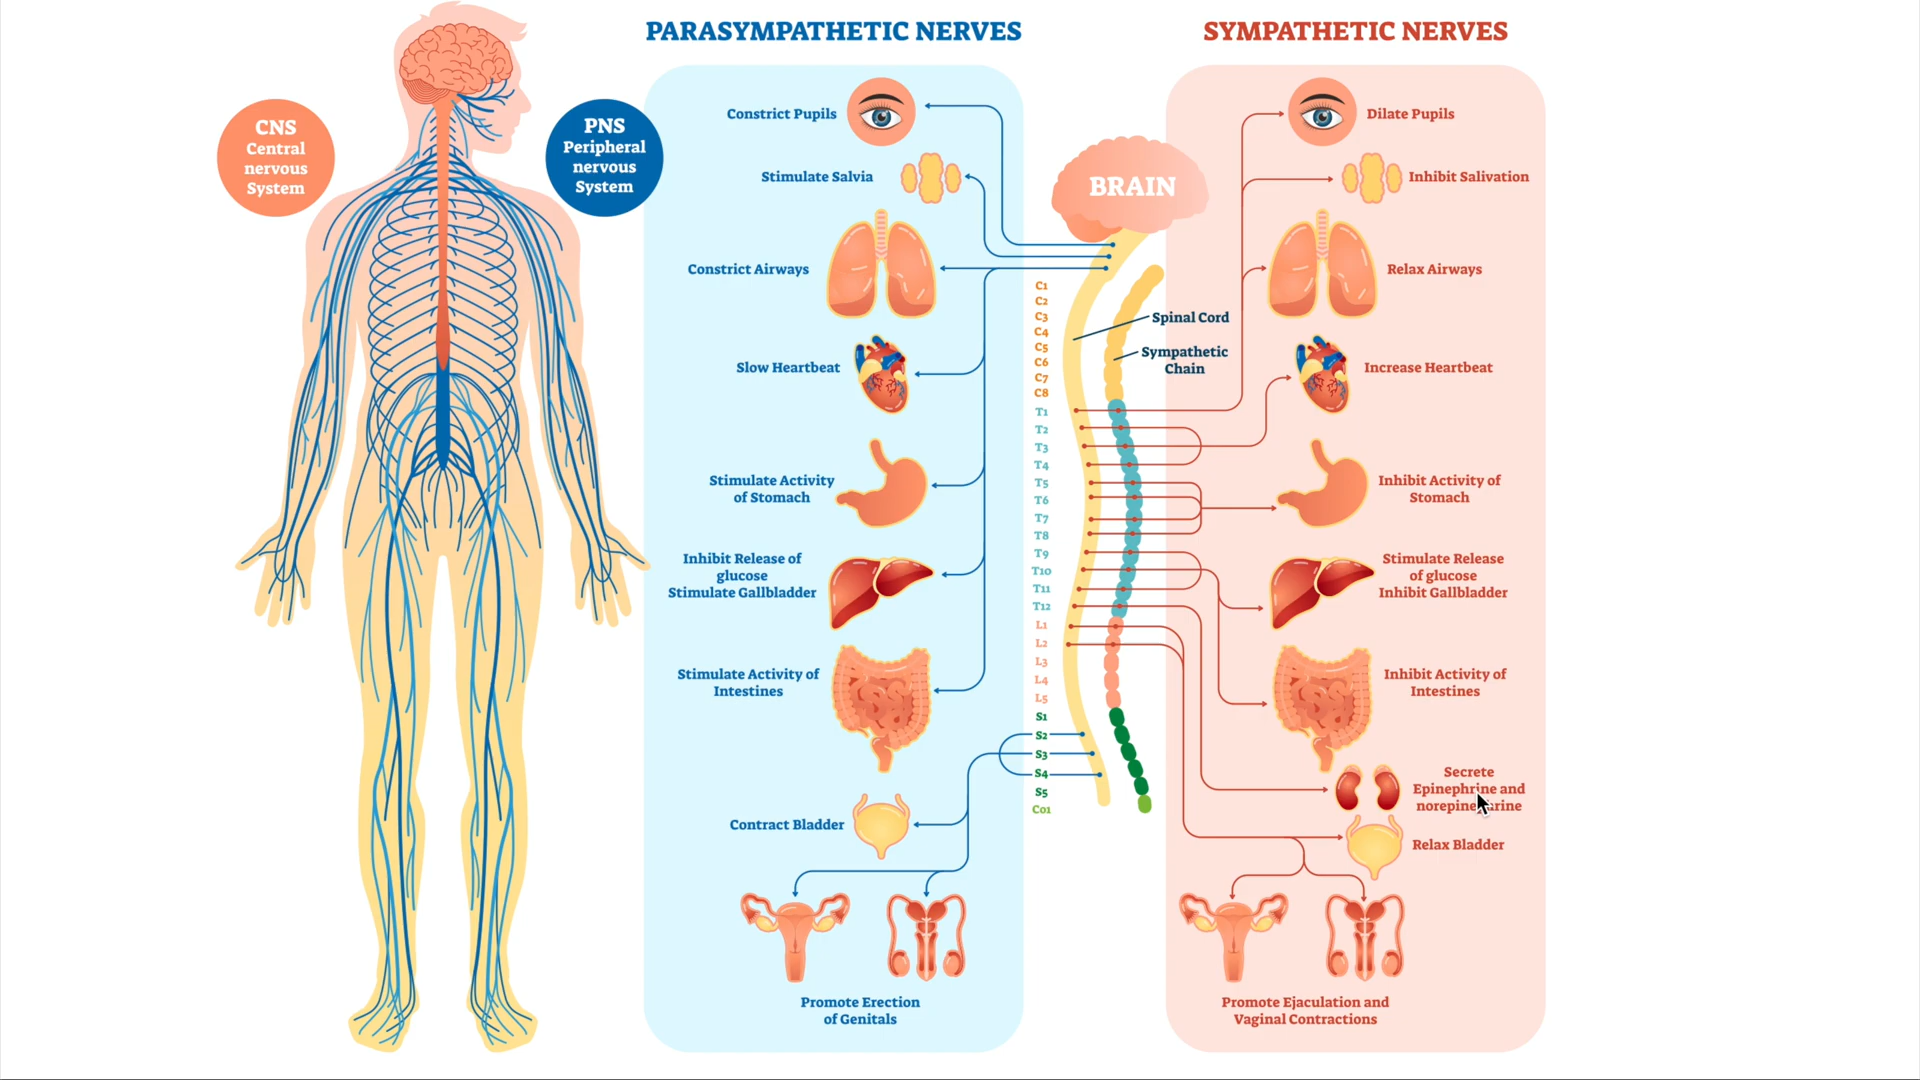 PARASYMPATHETIC NERVES
SYMPATHETIC NERVES
CNS
Central
nervous
System
PNS
Peripheral
nervous
System
Constrict Pupils
Stimulate Salvia
Constrict Airways
Slow Heartbeat
Stimulate Activity
of Stomach
Inhibit Release of
glucose
Stimulate Gallbladder
Stimulate Activity of
Intestines
Contract Bladder
Promote Erection
of Genitals
BRAIN
Spinal Cord
Sympathetic
Chain
C1
C2
C3
C4
C5
C6
C7
C8
T1
T2
T3
T4
T5
T6
T7
T8
T9
T10
T11
T12
L1
L2
L3
L4
L5
S1
S2
S3
S4
S5
Co1
Dilate Pupils
Inhibit Salivation
Relax Airways
Increase Heartbeat
Inhibit Activity of
Stomach
Stimulate Release
of glucose
Inhibit Gallbladder
Inhibit Activity of
Intestines
Secrete
Epinephrine and
norepinephrine
Relax Bladder
Promote Ejaculation and
Vaginal Contractions